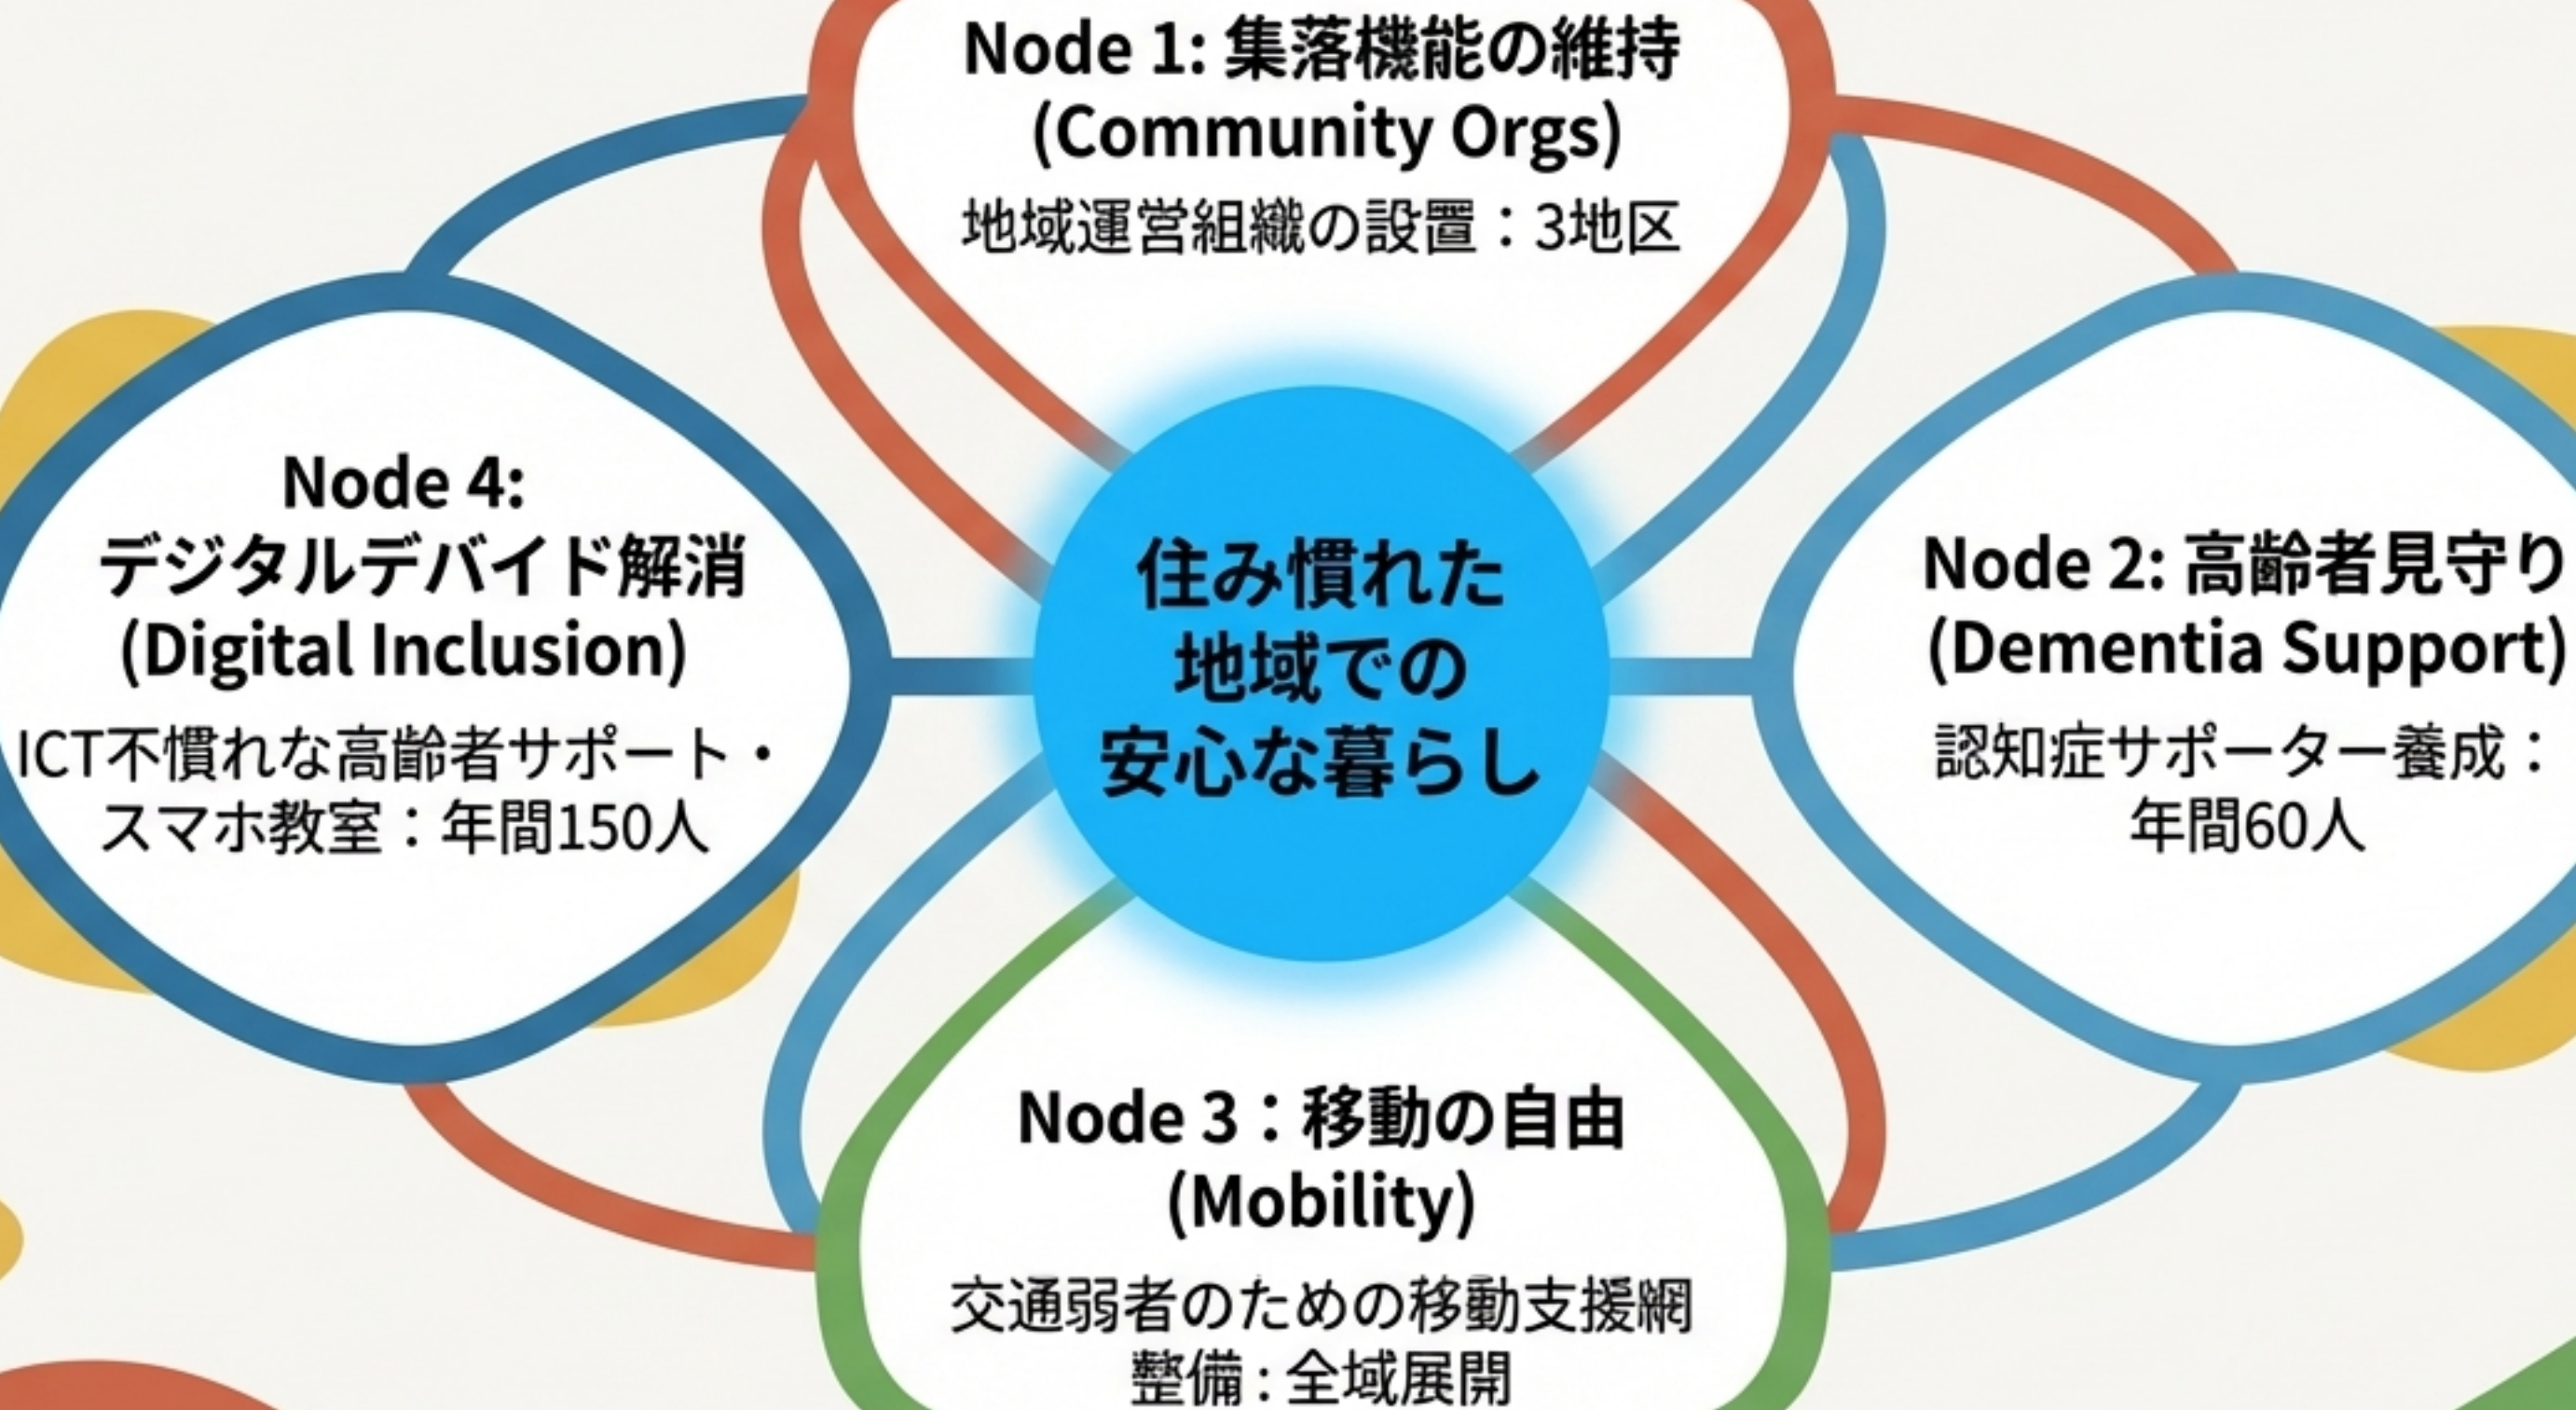 Node 1: 集落機能の維持
(Community Orgs)
地域運営組織の設置：3地区
Node 4:
デジタルデバイド解消
(Digital Inclusion)
ICT不慣れな高齢者サポート・
スマホ教室：年間150人
住み慣れた
地域での
安心な暮らし
Node 2: 高齢者見守り
(Dementia Support)
認知症サポーター養成：
年間60人
Node 3：移動の自由
(Mobility)
交通弱者のための移動支援網
整備：全域展開